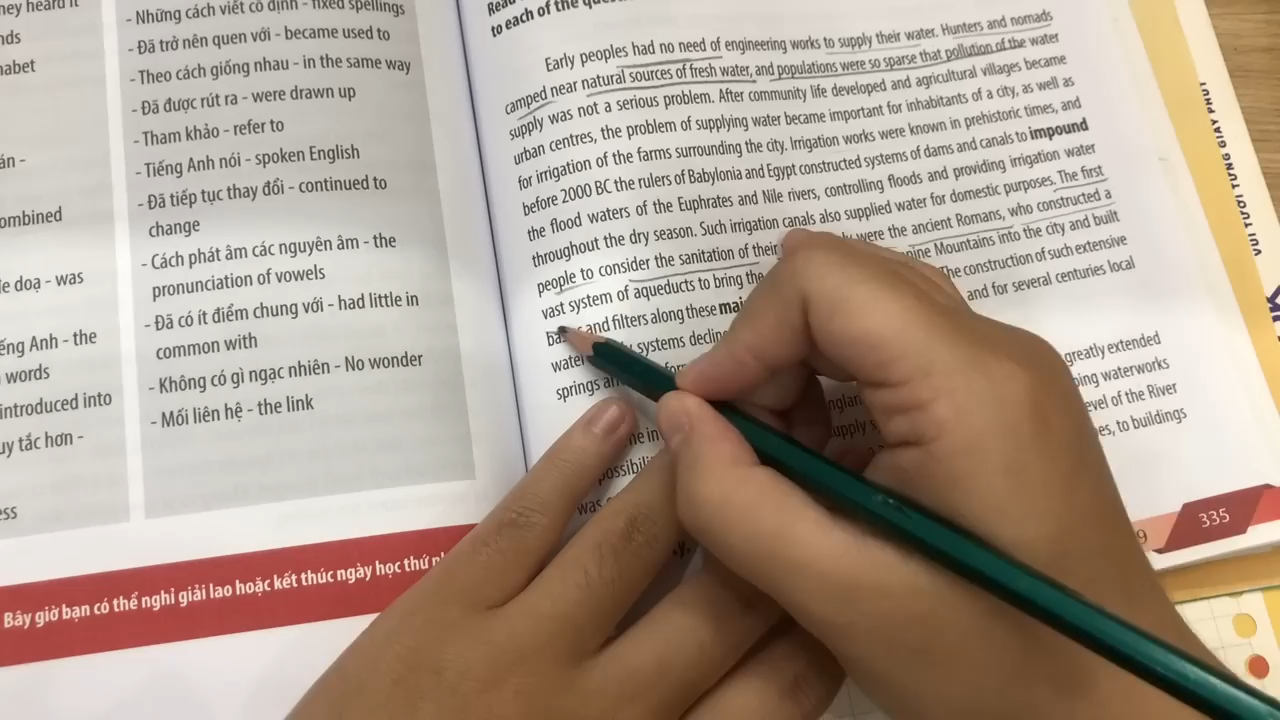 hey heard it
nds
habet
án -
ombined
ie doạ - was
ếng Anh - the
words
introduced into
uy tắc hơn -
ess
- Những cách viết cố định - fixed spellings
- Đã trở nên quen với - became used to
- Theo cách giống nhau - in the same way
- Đã được rút ra - were drawn up
- Tham khảo - refer to
- Tiếng Anh nói - spoken English
- Đã tiếp tục thay đổi - continued to
change
- Cách phát âm các nguyên âm - the
pronunciation of vowels
- Đã có ít điểm chung với - had little in
common with
- Không có gì ngạc nhiên - No wonder
- Mối liên hệ - the link
Bây giờ bạn có thể nghỉ giải lao hoặc kết thúc ngày học thứ
Read
to each of the
Early peoples had no need of engineering works to supply their water. Hunters and nomads
camped near natural sources of fresh water, and populations were so sparse that pollution of the water
supply was not a serious problem. After community life developed and agricultural villages became
urban centres, the problem of supplying water became important for inhabitants of a city, as well as
for irrigation of the farms surrounding the city. Irrigation works were known in prehistoric times, and
before 2000 BC the rulers of Babylonia and Egypt constructed systems of dams and canals to impound
the flood waters of the Euphrates and Nile rivers, controlling floods and providing irrigation water
throughout the dry season. Such irrigation canals also supplied water for domestic purposes. The first
people to consider the sanitation of their were the ancient Romans, who constructed a
vast system of aqueducts to bring the Mountains into the city and built
and filters along these The construction of such extensive
water systems and for several centuries local
springs
greatly extended
waterworks
supply level of the River
to buildings
was
335
VUI TƯƠI TỪNG GIÂY PHÚT